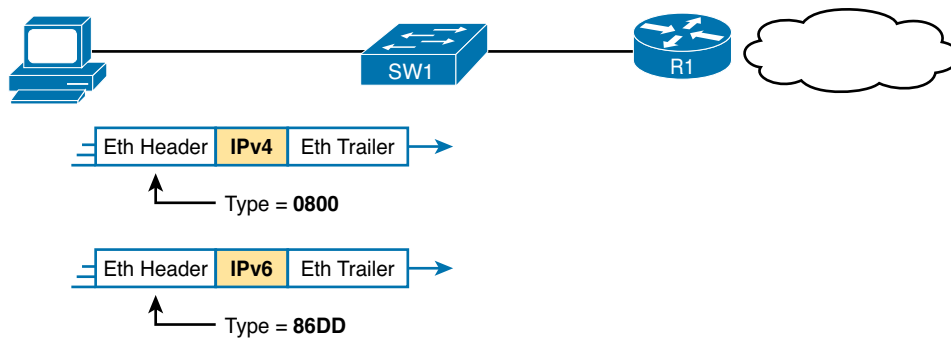 SW1
R1
Eth Header IPv4 Eth Trailer
Type = 0800
Eth Header IPv6 Eth Trailer
Type = 86DD